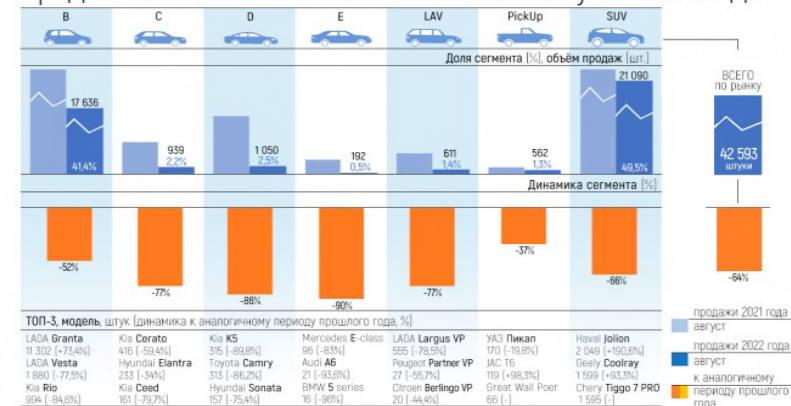 B C D E LAV PickUp SUV
Доля сегмента (%), объём продаж (шт.)
ВСЕГО
по рынку
17 636
41,4%
939
2,2%
1 050
2,5%
192
0,5%
611
1,4%
562
1,3%
21 090
49,5%
42 593
штуки
Динамика сегмента (%)
-52%
-77%
-86%
-90%
-77%
-37%
-66%
-64%
ТОП-3, модель, штук (динамика к аналогичному периоду прошлого года, %)
LADA Granta
11 302 (+73,4%)
LADA Vesta
1 880 (-77,5%)
Kia Rio
994 (-84,6%)
Kia Cerato
416 (-59,4%)
Hyundai Elantra
233 (-34%)
Kia Ceed
161 (-79,7%)
Kia K5
315 (-89,8%)
Toyota Camry
313 (-86,2%)
Hyundai Sonata
157 (-75,4%)
Mercedes E-class
96 (-83%)
Audi A6
21 (-93,6%)
BMW 5 series
16 (-96%)
LADA Largus VP
555 (-78,5%)
Peugeot Partner VP
27 (-55,7%)
Citroen Berlingo VP
20 (-44,4%)
УАЗ Пикап
170 (-19,8%)
JAC T6
119 (+98,3%)
Great Wall Poer
66 (-)
Haval Jolion
2 049 (+190,6%)
Geely Coolray
1 599 (+93,3%)
Chery Tiggo 7 PRO
1 595 (-)
продажи 2021 года
август
продажи 2022 года
август
к аналогичному
периоду прошлого
года